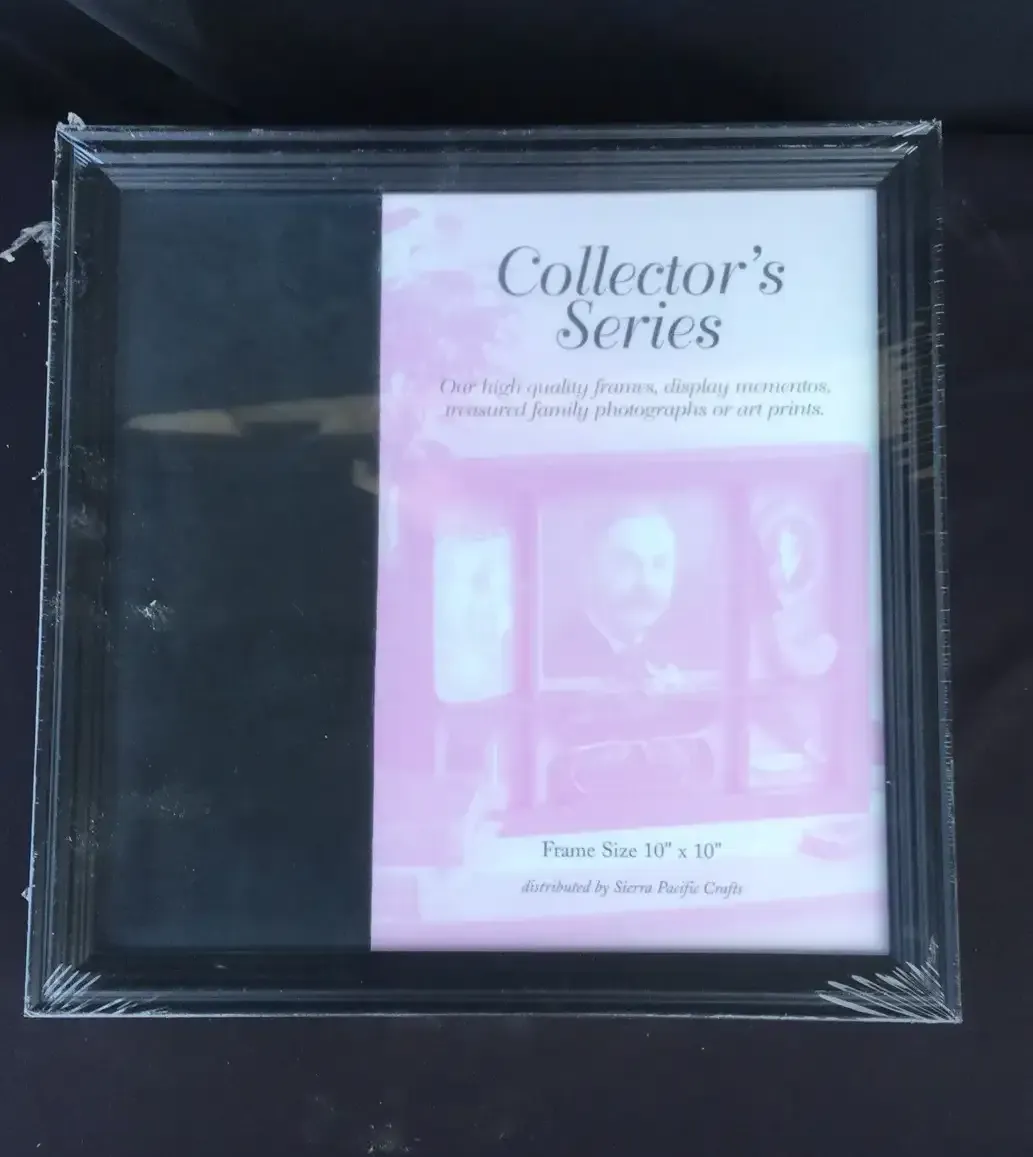 Collector's
Series
Our high quality frames, display mementos,
treasured family photographs or art prints.
Frame Size 10" x 10"
distributed by Sierra Pacific Crafts